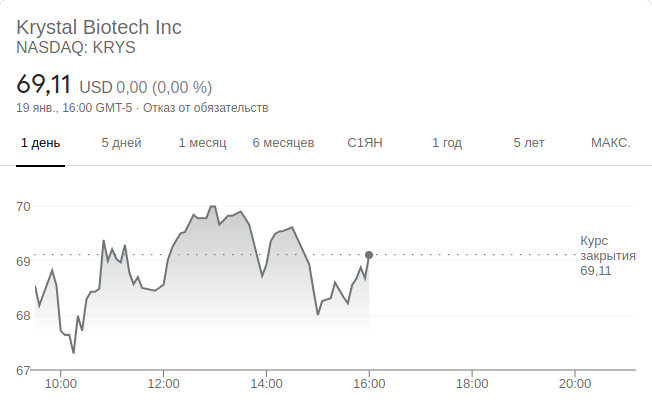 Krystal Biotech Inc
NASDAQ: KRYS
69,11 USD 0,00 (0,00 %)
19 янв., 16:00 GMT-5 · Отказ от обязательств
1 день 5 дней 1 месяц 6 месяцев С1ЯН 1 год 5 лет МАКС.
70
69
68
67
Курс
закрытия
69,11
10:00 12:00 14:00 16:00 18:00 20:00